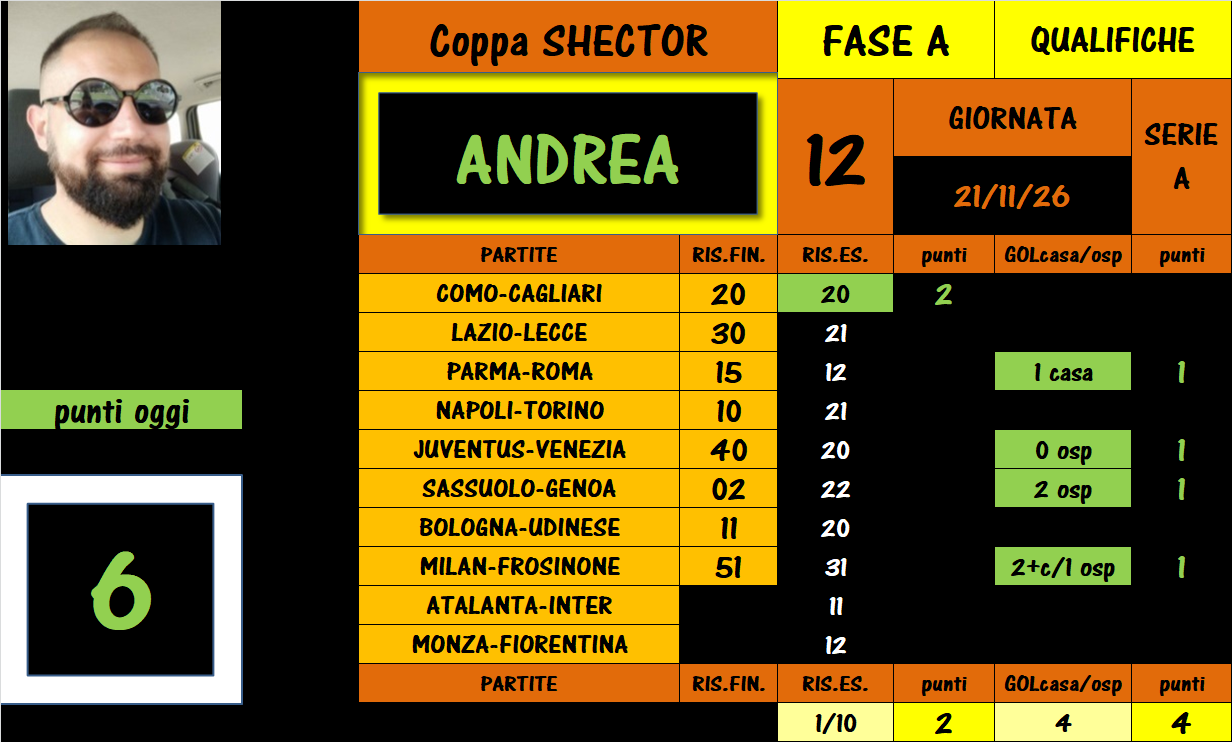 Coppa SHECTOR FASE A QUALIFICHE
ANDREA 12 GIORNATA SERIE A
21/11/26
PARTITE RIS.FIN. RIS.ES. punti GOLcasa/osp punti
COMO-CAGLIARI 20 20 2
LAZIO-LECCE 30 21
PARMA-ROMA 15 12 1 casa 1
punti oggi
NAPOLI-TORINO 10 21
JUVENTUS-VENEZIA 40 20 0 osp 1
SASSUOLO-GENOA 02 22 2 osp 1
BOLOGNA-UDINESE 11 20
MILAN-FROSINONE 51 31 2+c/1 osp 1
6
ATALANTA-INTER 11
MONZA-FIORENTINA 12
PARTITE RIS.FIN. RIS.ES. punti GOLcasa/osp punti
1/10 2 4 4